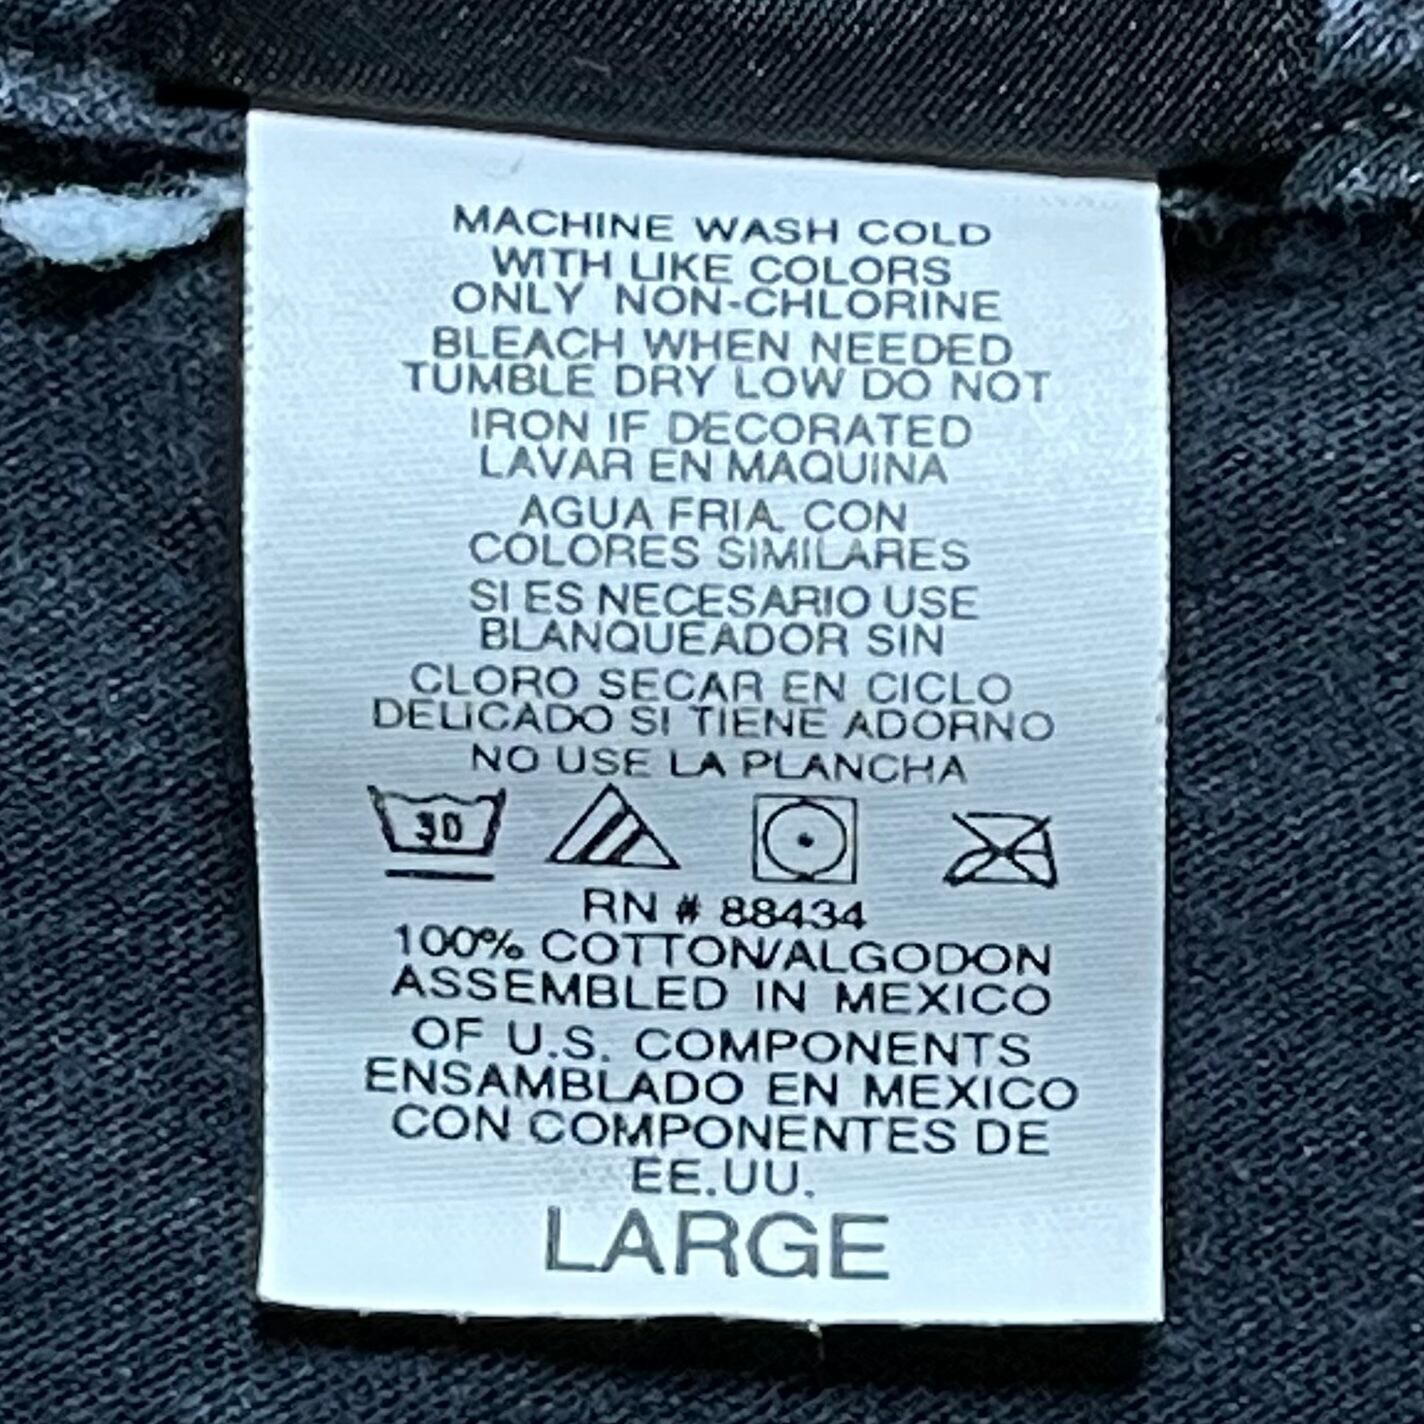 MACHINE WASH COLD
WITH LIKE COLORS
ONLY NON-CHLORINE
BLEACH WHEN NEEDED
TUMBLE DRY LOW DO NOT
IRON IF DECORATED
LAVAR EN MAQUINA
AGUA FRIA. CON
COLORES SIMILARES
SI ES NECESARIO USE
BLANQUEADOR SIN
CLORO SECAR EN CICLO
DELICADO SI TIENE ADORNO
NO USE LA PLANCHA
30
RN # 88434
100% COTTON/ALGODON
ASSEMBLED IN MEXICO
OF U.S. COMPONENTS
ENSAMBLADO EN MEXICO
CON COMPONENTES DE
EE.UU.
LARGE